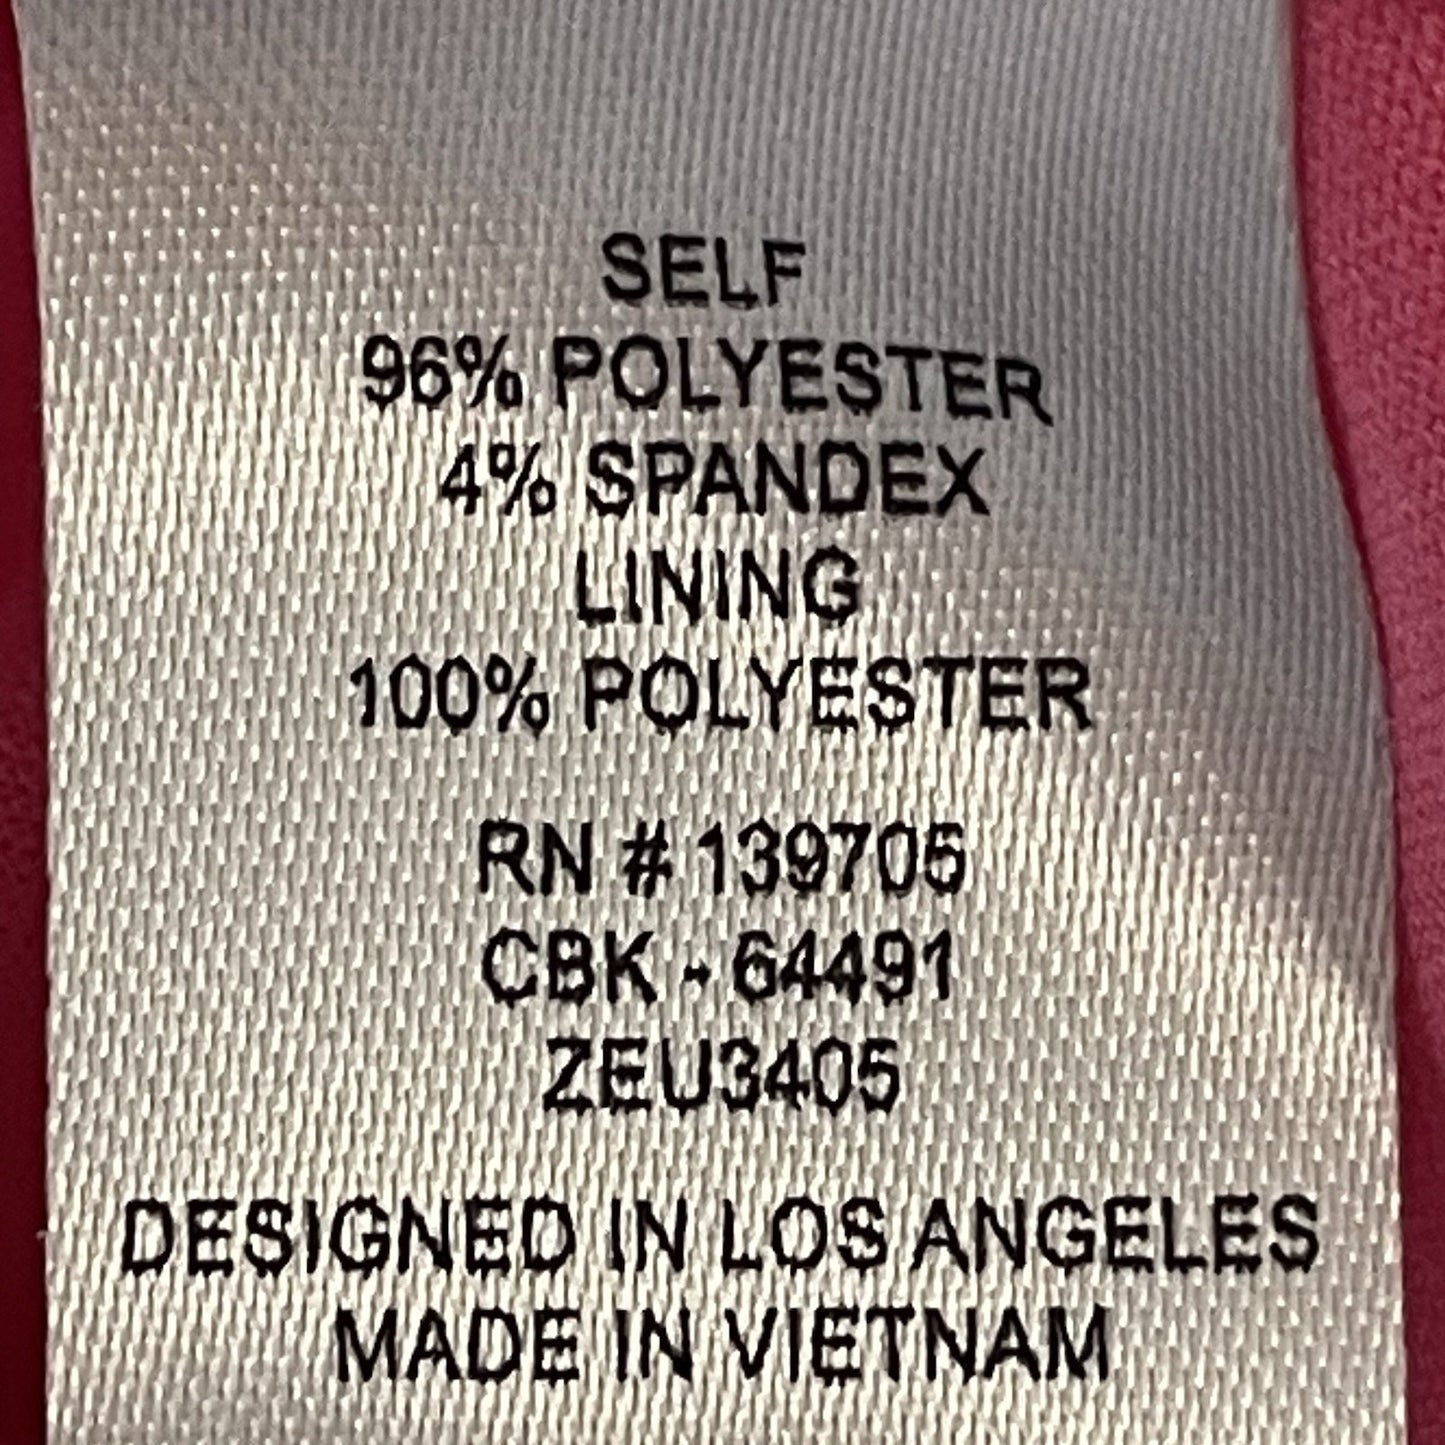 SELF
96% POLYESTER
4% SPANDEX
LINING
100% POLYESTER
RN # 139705
CBK - 64491
ZEU3405
DESIGNED IN LOS ANGELES
MADE IN VIETNAM